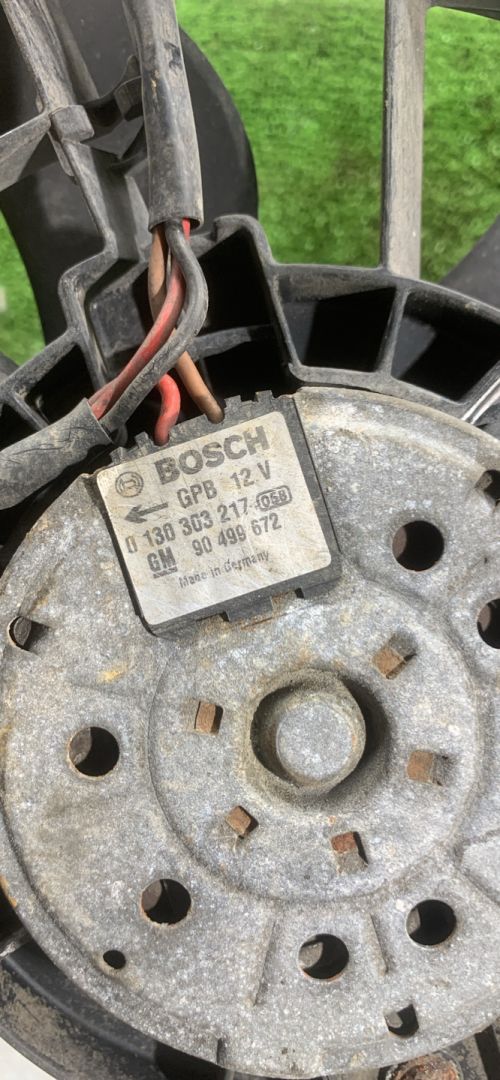 BOSCH
GPB 12 V
0 130 303 217 058
GM 90 499 672
Made in Germany